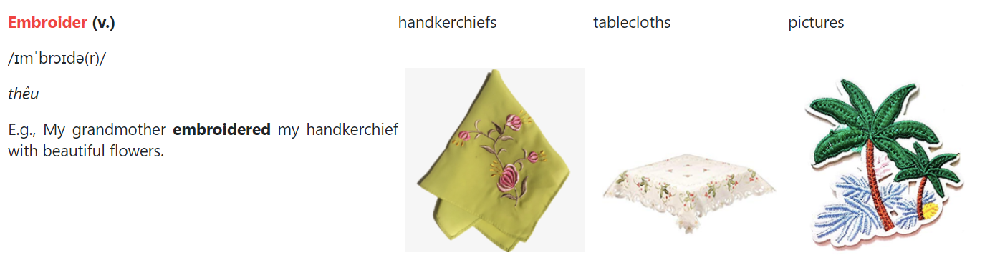 Embroider (v.)
handkerchiefs
tablecloths
pictures
/ɪmˈbrɔɪdə(r)/
thêu
E.g., My grandmother embroidered my handkerchief
with beautiful flowers.